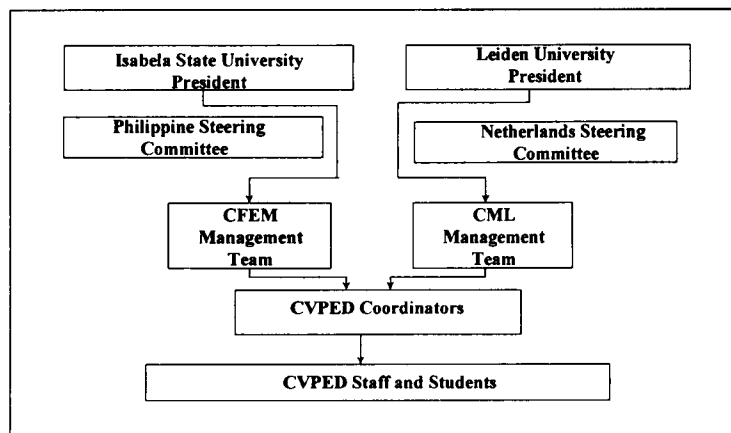 Isabela State University
President
Leiden University
President
Philippine Steering
Committee
Netherlands Steering
Committee
CFEM
Management
Team
CML
Management
Team
CVPED Coordinators
CVPED Staff and Students